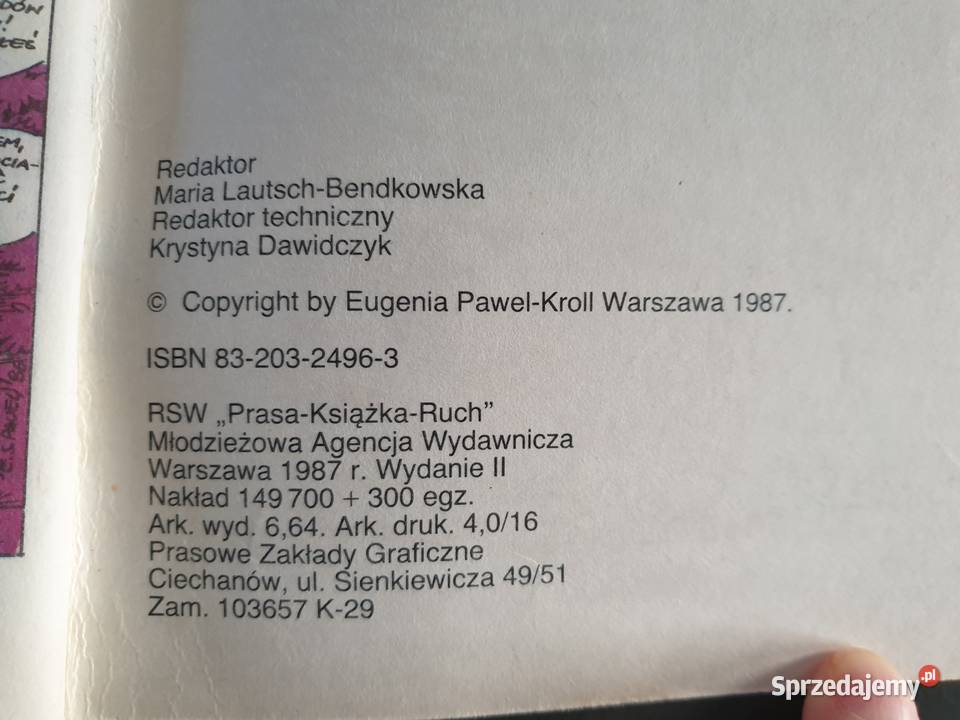 DÓN
Redaktor
Maria Lautsch-Bendkowska
Redaktor techniczny
Krystyna Dawidczyk
© Copyright by Eugenia Pawel-Kroll Warszawa 1987.
ISBN 83-203-2496-3
RSW „Prasa-Książka-Ruch”
Młodzieżowa Agencja Wydawnicza
Warszawa 1987 r. Wydanie II
Nakład 149 700 + 300 egz.
Ark. wyd. 6,64. Ark. druk. 4,0/16
Prasowe Zakłady Graficzne
Ciechanów, ul. Sienkiewicza 49/51
Zam. 103657 K-29
Sprzedajemy.pl